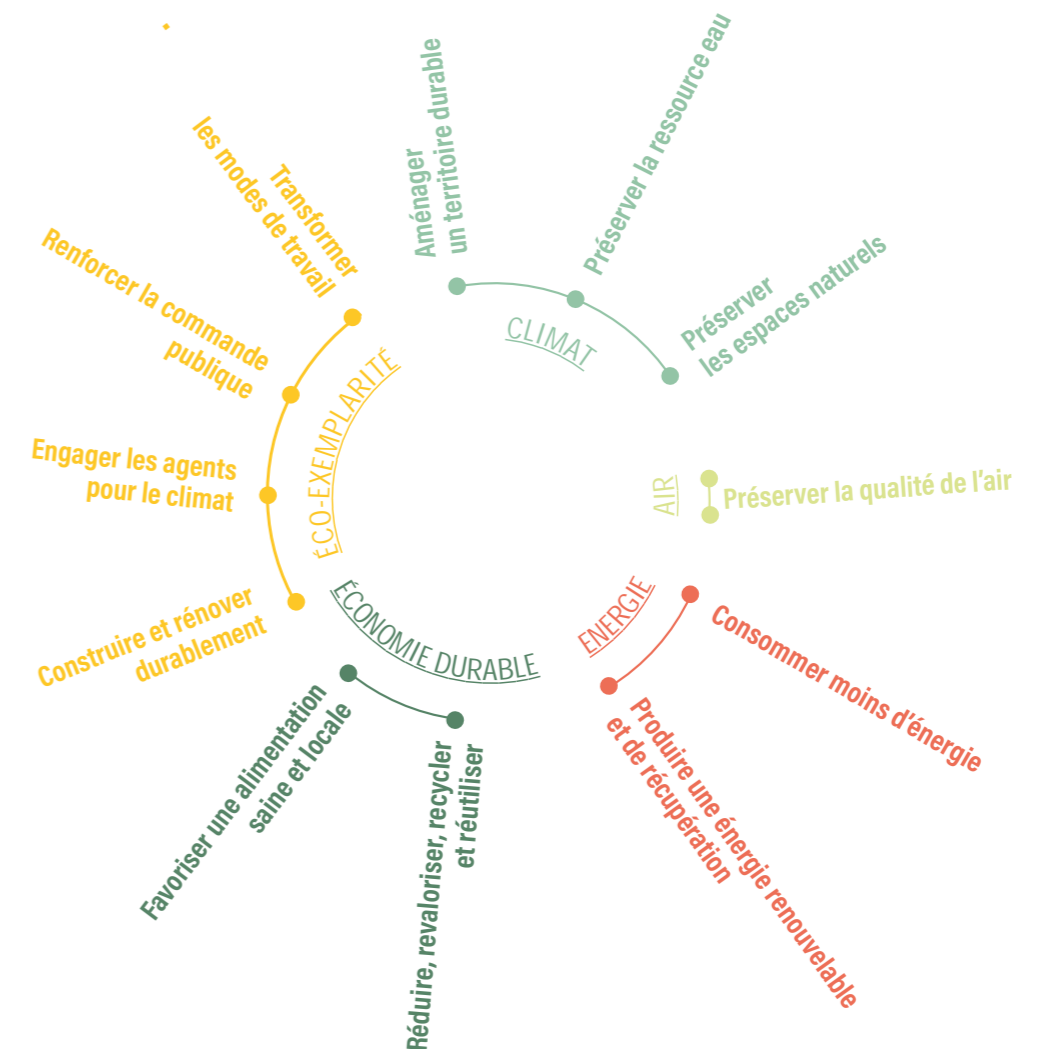 CLIMAT
Aménager
un territoire durable
Préserver la ressource eau
Préserver
les espaces naturels
AIR
Préserver la qualité de l'air
ENERGIE
Consommer moins d'énergie
Produire une énergie renouvelable
et de récupération
ÉCONOMIE DURABLE
Réduire, revaloriser, recycler
et réutiliser
Favoriser une alimentation
saine et locale
ÉCO-EXEMPLARITÉ
Construire et rénover
durablement
Engager les agents
pour le climat
Renforcer la commande
publique
Transformer
les modes de travail